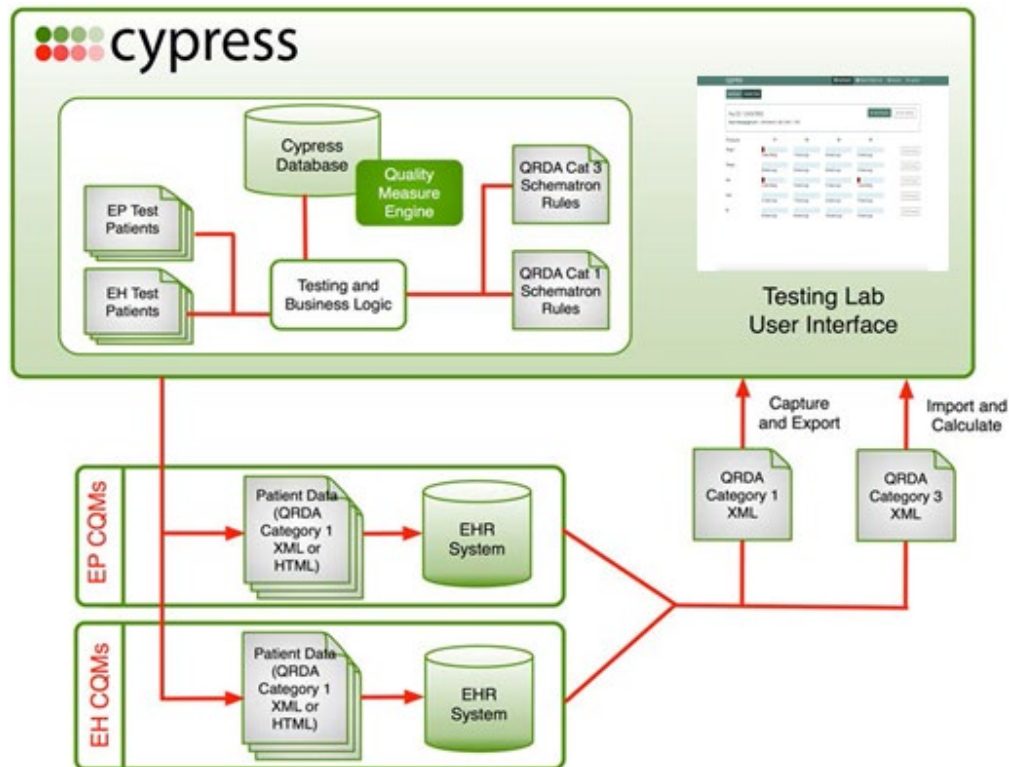 cypress
Cypress
Database
Quality
Measure
Engine
EP Test
Patients
EH Test
Patients
Testing and
Business Logic
QRDA Cat 3
Schematron
Rules
QRDA Cat 1
Schematron
Rules
Testing Lab
User Interface
Capture
and Export
Import and
Calculate
QRDA
Category 1
XML
QRDA
Category 3
XML
EP CQMs
Patient Data
(QRDA
Category 1
XML or
HTML)
EHR
System
EH CQMs
Patient Data
(QRDA
Category 1
XML or
HTML)
EHR
System